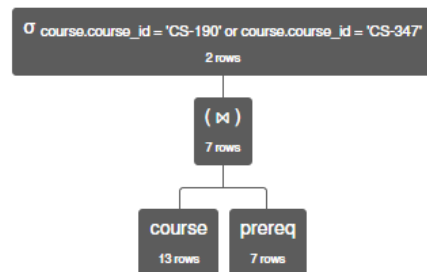 σ course.course_id = 'CS-190' or course.course_id = 'CS-347'
2 rows
( ⋈ )
7 rows
course prereq
13 rows 7 rows